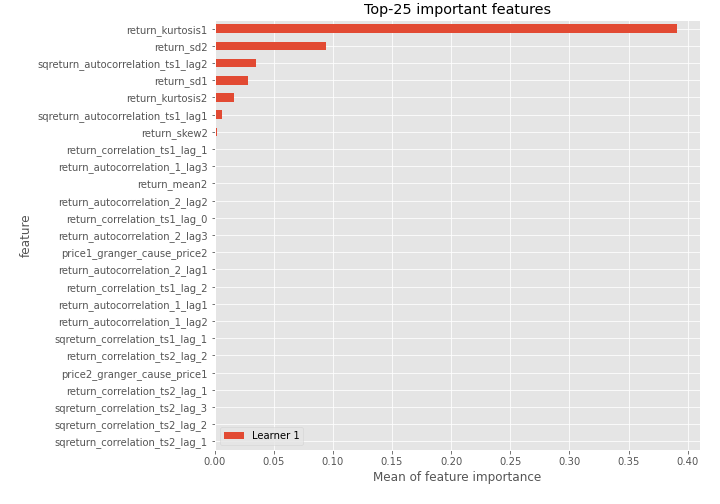 Top-25 important features
return_kurtosis1
return_sd2
sqreturn_autocorrelation_ts1_lag2
return_sd1
return_kurtosis2
sqreturn_autocorrelation_ts1_lag1
return_skew2
return_correlation_ts1_lag_1
return_autocorrelation_1_lag3
return_mean2
return_autocorrelation_2_lag2
return_correlation_ts1_lag_0
return_autocorrelation_2_lag3
price1_granger_cause_price2
return_autocorrelation_2_lag1
return_correlation_ts1_lag_2
return_autocorrelation_1_lag1
return_autocorrelation_1_lag2
sqreturn_correlation_ts1_lag_1
return_correlation_ts2_lag_2
price2_granger_cause_price1
return_correlation_ts2_lag_1
sqreturn_correlation_ts2_lag_3
sqreturn_correlation_ts2_lag_2
sqreturn_correlation_ts2_lag_1
feature
Learner 1
0.00 0.05 0.10 0.15 0.20 0.25 0.30 0.35 0.40
Mean of feature importance